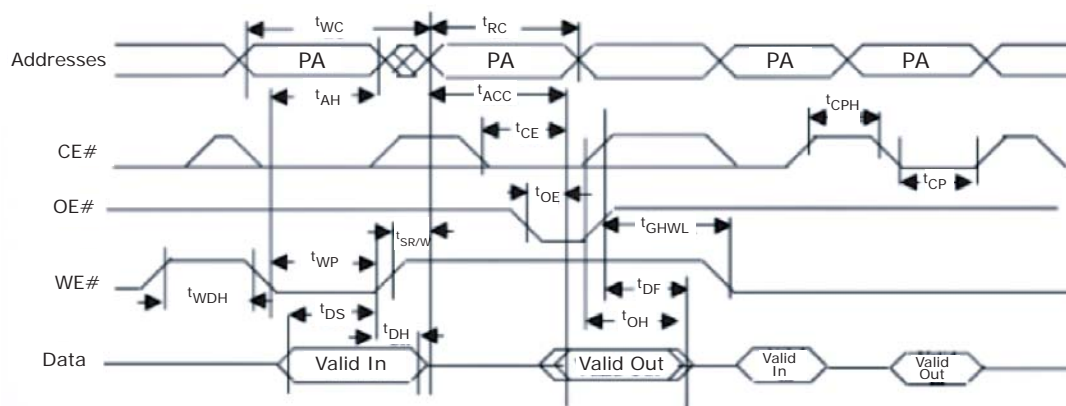 tWC
tRC
Addresses
PA
PA
PA
PA
tAH
tACC
tCPH
tCE
CE#
tCP
tOE
OE#
tGHWL
tSR/W
tWP
WE#
tWDH
tDF
tDS
tOH
tDH
Data
Valid In
Valid Out
Valid
In
Valid
Out